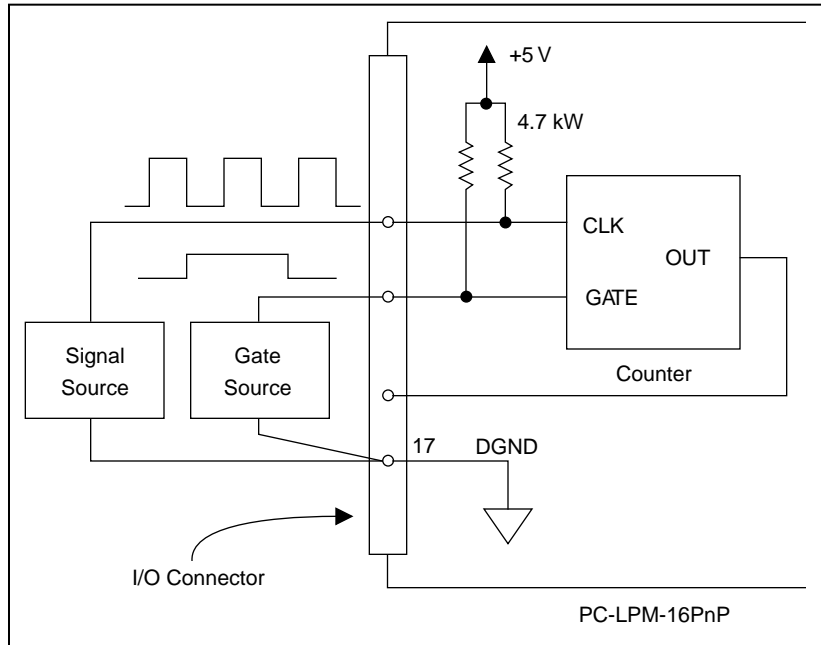 +5 V
4.7 kW
CLK
OUT
GATE
Signal
Source
Gate
Source
Counter
17 DGND
I/O Connector
PC-LPM-16PnP